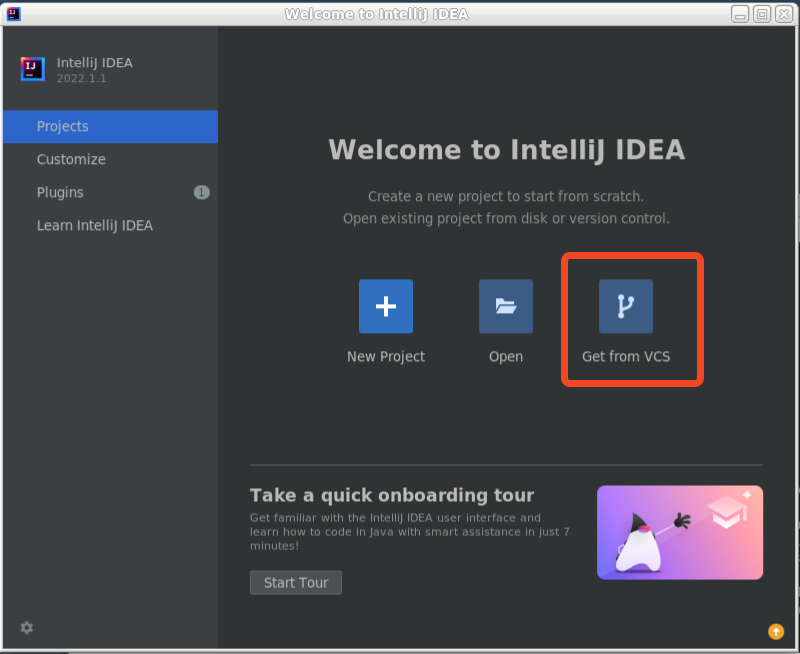 Welcome to IntelliJ IDEA
IJ
IntelliJ IDEA
2022.1.1
Projects
Customize
Plugins
1
Learn IntelliJ IDEA
Welcome to IntelliJ IDEA
Create a new project to start from scratch.
Open existing project from disk or version control.
New Project
Open
Get from VCS
Take a quick onboarding tour
Get familiar with the IntelliJ IDEA user interface and
learn how to code in Java with smart assistance in just 7
minutes!
Start Tour